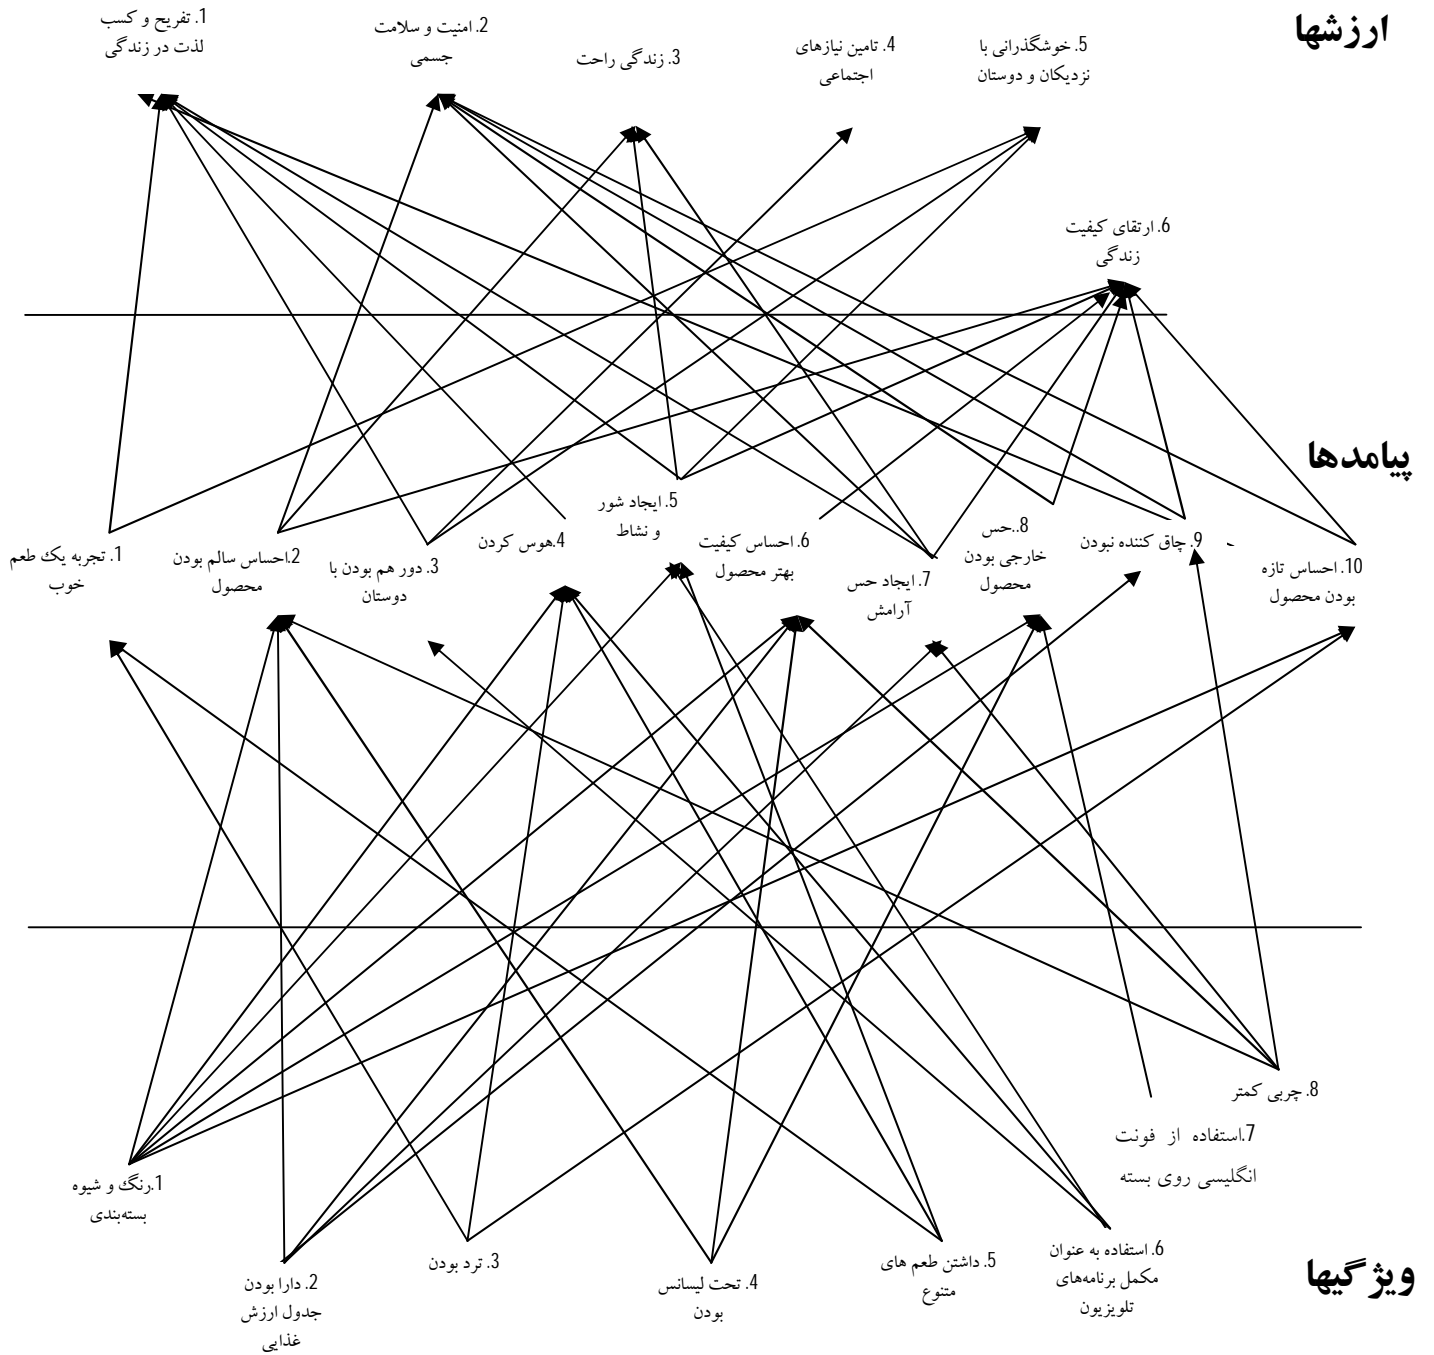 ارزشها
1. تفریح و کسب
لذت در زندگی
2. امنیت و سلامت
جسمی
3. زندگی راحت
4. تامین نیازهای
اجتماعی
5. خوشگذرانی با
نزدیکان و دوستان
6. ارتقای کیفیت
زندگی
پیامدها
1. تجربه یک طعم
خوب
2.احساس سالم بودن
محصول
3. دور هم بودن با
دوستان
4.هوس کردن
5. ایجاد شور
و نشاط
6. احساس کیفیت
بهتر محصول
7. ایجاد حس
آرامش
8..حس
خارجی بودن
محصول
9. چاق کننده نبودن
10. احساس تازه
بودن محصول
ویژگیها
1.رنگ و شیوه
بسته‌بندی
2. دارا بودن
جدول ارزش
غذایی
3. ترد بودن
4. تحت لیسانس
بودن
5. داشتن طعم های
متنوع
6. استفاده به عنوان
مکمل برنامه‌های
تلویزیون
7.استفاده از فونت
انگلیسی روی بسته
8. چربی کمتر